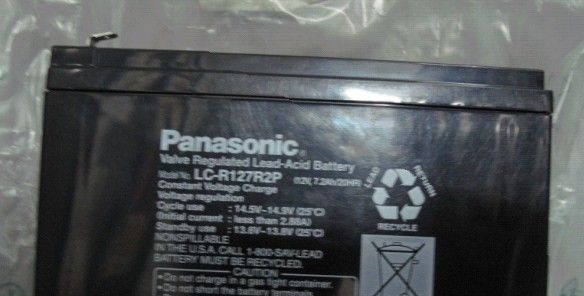 Panasonic
Valve Regulated Lead-Acid Battery
Model No. LC-R127R2P (12V, 7.2Ah/20HR)
Constant Voltage Charge
Voltage regulation
Cycle use : 14.5V-14.9V (25°C)
(Initial current : less than 2.88A)
Standby use : 13.6V-13.8V (25°C)
NONSPILLABLE
IN THE U.S.A. CALL 1-800-SAV-LEAD
BATTERY MUST BE RECYCLED.
CAUTION
•Do not charge in a gas tight container.
•Do not short the battery terminals.
LEAD
RETURN
RECYCLE